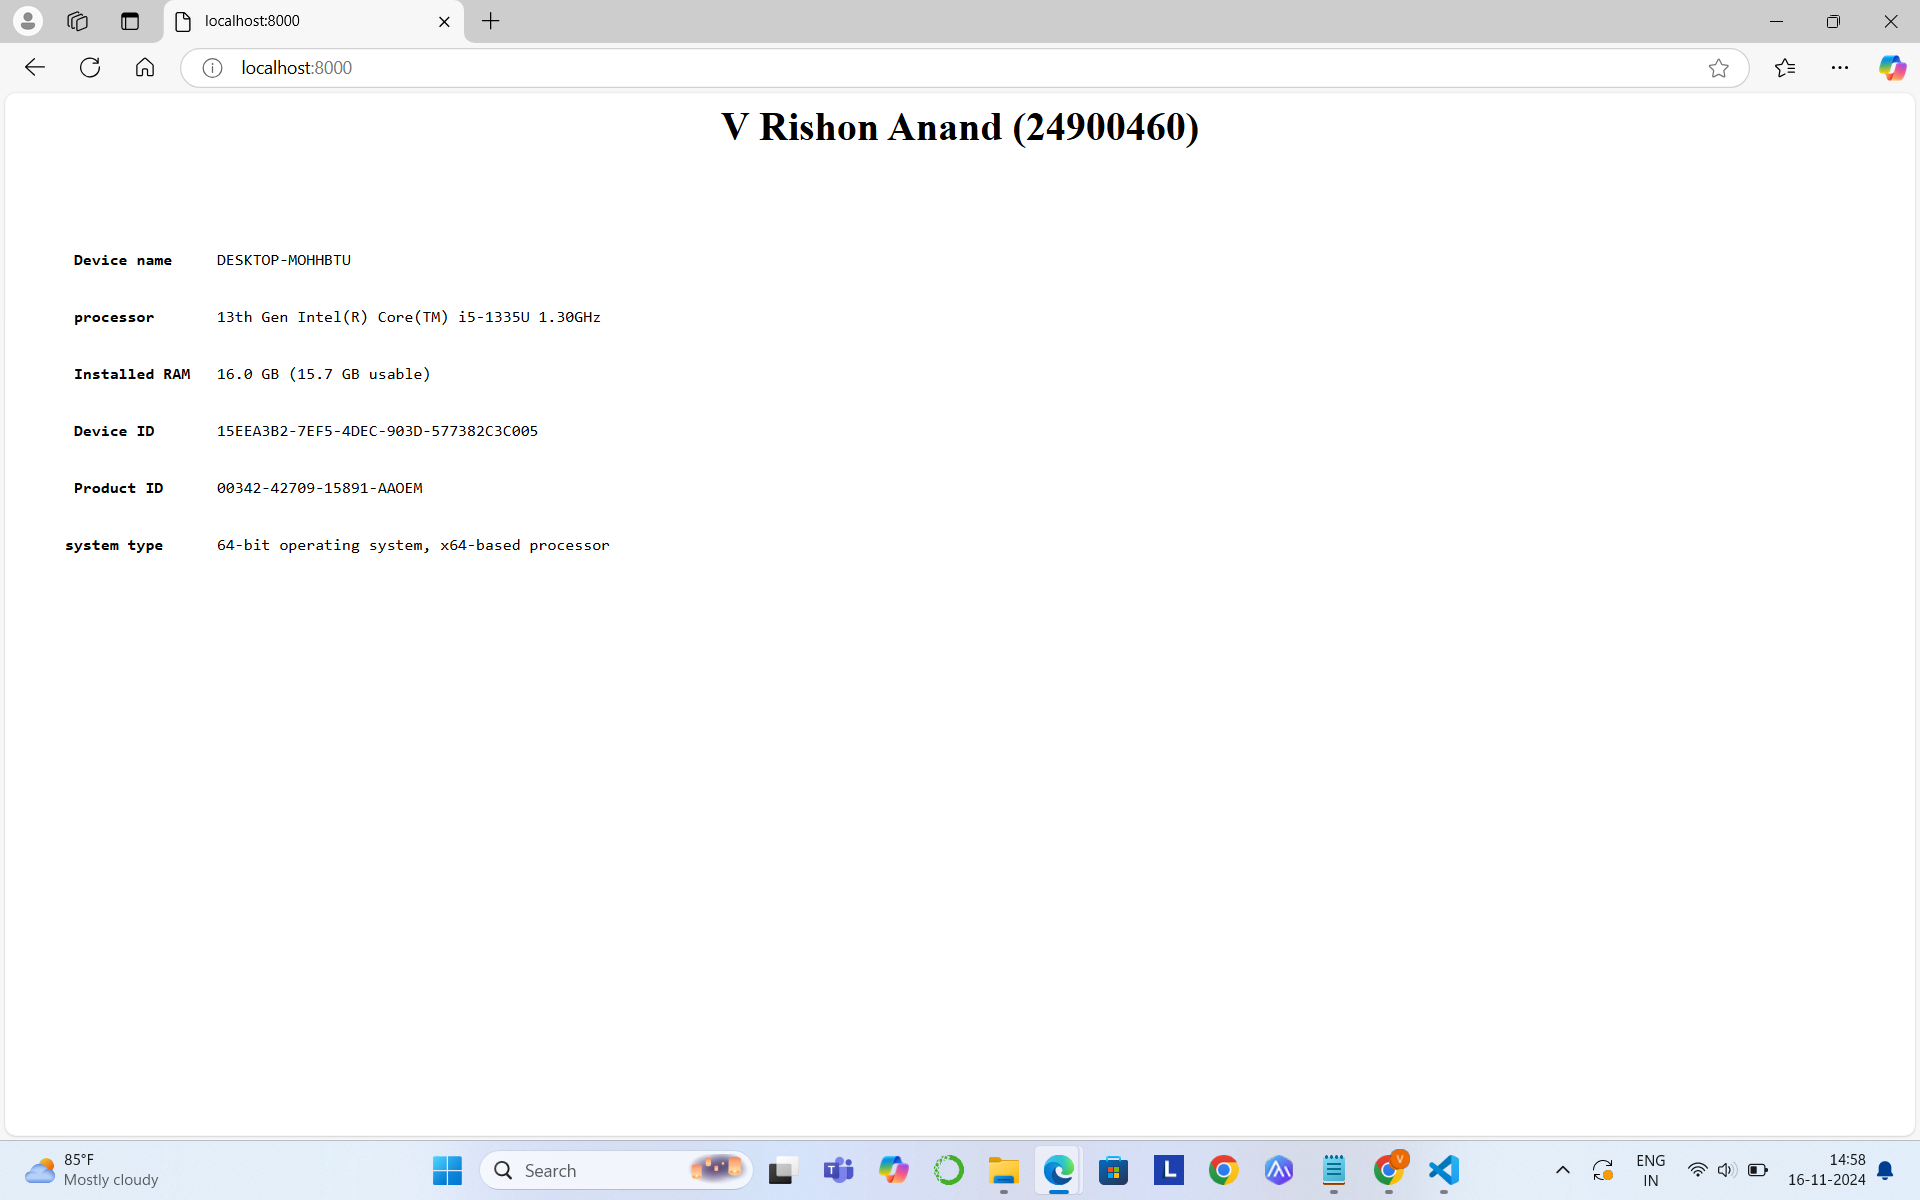 localhost:8000
localhost:8000
V Rishon Anand (24900460)
Device name DESKTOP-MOHHBTU
processor 13th Gen Intel(R) Core(TM) i5-1335U 1.30GHz
Installed RAM 16.0 GB (15.7 GB usable)
Device ID 15EEA3B2-7EF5-4DEC-903D-577382C3C005
Product ID 00342-42709-15891-AAOEM
system type 64-bit operating system, x64-based processor
85°F
Mostly cloudy
Search
T
L
V
ENG
IN
14:58
16-11-2024